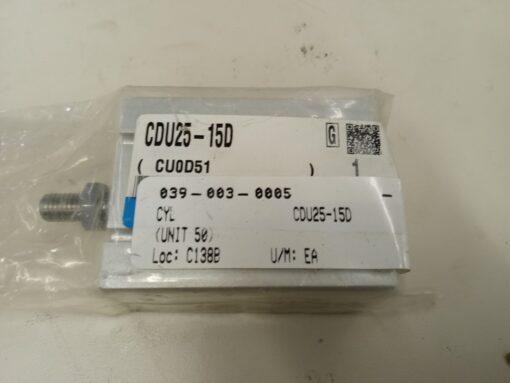 CDU25-15D G
( CU0D51 ) 1
039-003-0005 -
CYL CDU25-15D
(UNIT 50)
Loc: C138B U/M: EA